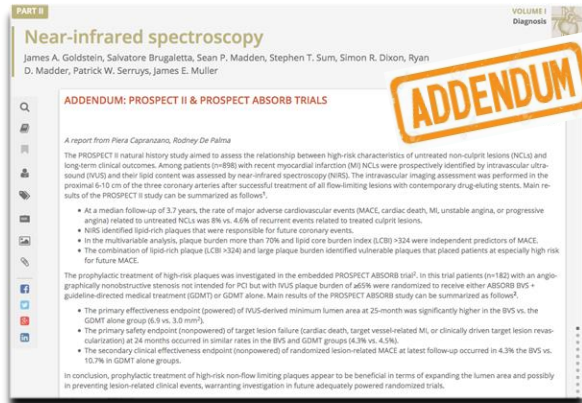 PART II
VOLUME I
Diagnosis
Near-infrared spectroscopy
James A. Goldstein, Salvatore Brugaletta, Sean P. Madden, Stephen T. Sum, Simon R. Dixon, Ryan
D. Madder, Patrick W. Serruys, James E. Muller
ADDENDUM
ADDENDUM: PROSPECT II & PROSPECT ABSORB TRIALS
A report from Piera Capranzano, Rodney De Palma
The PROSPECT II natural history study aimed to assess the relationship between high-risk characteristics of untreated non-culprit lesions (NCLs) and
long-term clinical outcomes. Among patients (n=898) with recent myocardial infarction (MI) NCLs were prospectively identified by intravascular ultra-
sound (IVUS) and their lipid content was assessed by near-infrared spectroscopy (NIRS). The intravascular imaging assessment was performed in the
proximal 6-10 cm of the three coronary arteries after successful treatment of all flow-limiting lesions with contemporary drug-eluting stents. Main re-
sults of the PROSPECT II study can be summarized as follows¹.
• At a median follow-up of 3.7 years, the rate of major adverse cardiovascular events (MACE, cardiac death, MI, unstable angina, or progressive
angina) related to untreated NCLs was 8% vs. 4.6% of recurrent events related to treated culprit lesions.
• NIRS identified lipid-rich plaques that were responsible for future coronary events.
• In the multivariable analysis, plaque burden more than 70% and lipid core burden index (LCBI) >324 were independent predictors of MACE.
• The combination of lipid-rich plaque (LCBI >324) and large plaque burden identified vulnerable plaques that placed patients at especially high risk
for future MACE.
The prophylactic treatment of high-risk plaques was investigated in the embedded PROSPECT ABSORB trial². In this trial patients (n=182) with an angio-
graphically nonobstructive stenosis not intended for PCI but with IVUS plaque burden of ≥65% were randomized to receive either ABSORB BVS +
guideline-directed medical treatment (GDMT) or GDMT alone. Main results of the PROSPECT ABSORB study can be summarized as follows².
• The primary effectiveness endpoint (powered) of IVUS-derived minimum lumen area at 25-month was significantly higher in the BVS vs. the
GDMT alone group (6.9 vs. 3.0 mm²).
• The primary safety endpoint (nonpowered) of target lesion failure (cardiac death, target vessel-related MI, or clinically driven target lesion revas-
cularization) at 24 months occurred in similar rates in the BVS and GDMT groups (4.3% vs. 4.5%).
• The secondary clinical effectiveness endpoint (nonpowered) of randomized lesion-related MACE at latest follow-up occurred in 4.3% the BVS vs.
10.7% in GDMT alone groups.
In conclusion, prophylactic treatment of high-risk non-flow limiting plaques appear to be beneficial in terms of expanding the lumen area and possibly
in preventing lesion-related clinical events, warranting investigation in future adequately powered randomized trials.